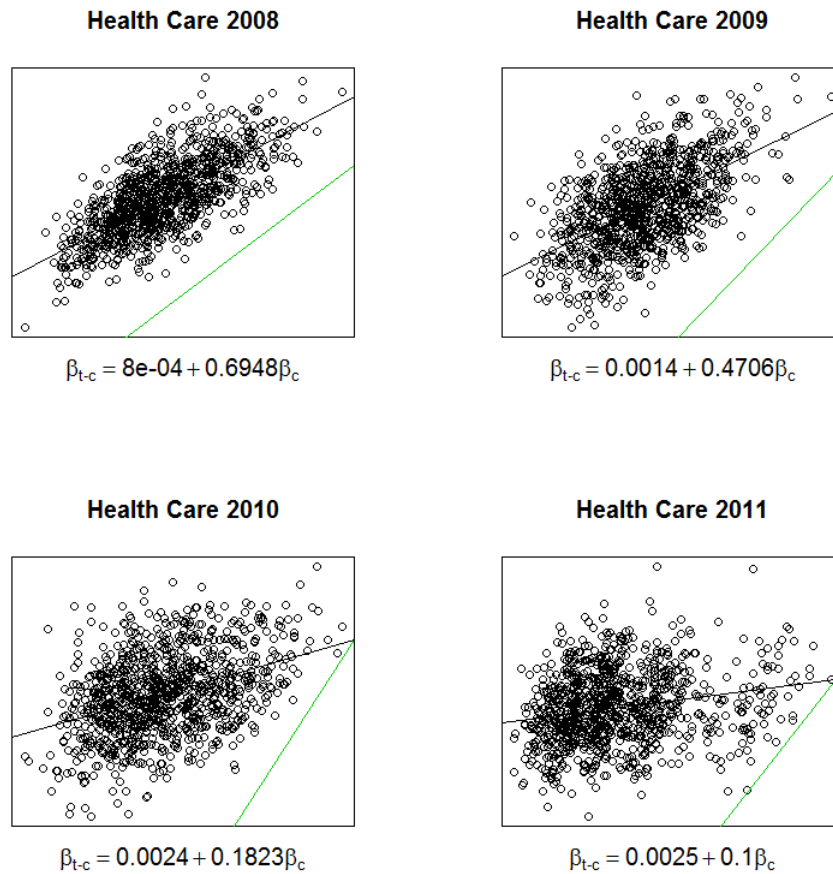 Health Care 2008
Health Care 2009
βt-c = 8e-04 + 0.6948βc
βt-c = 0.0014 + 0.4706βc
Health Care 2010
Health Care 2011
βt-c = 0.0024 + 0.1823βc
βt-c = 0.0025 + 0.1βc